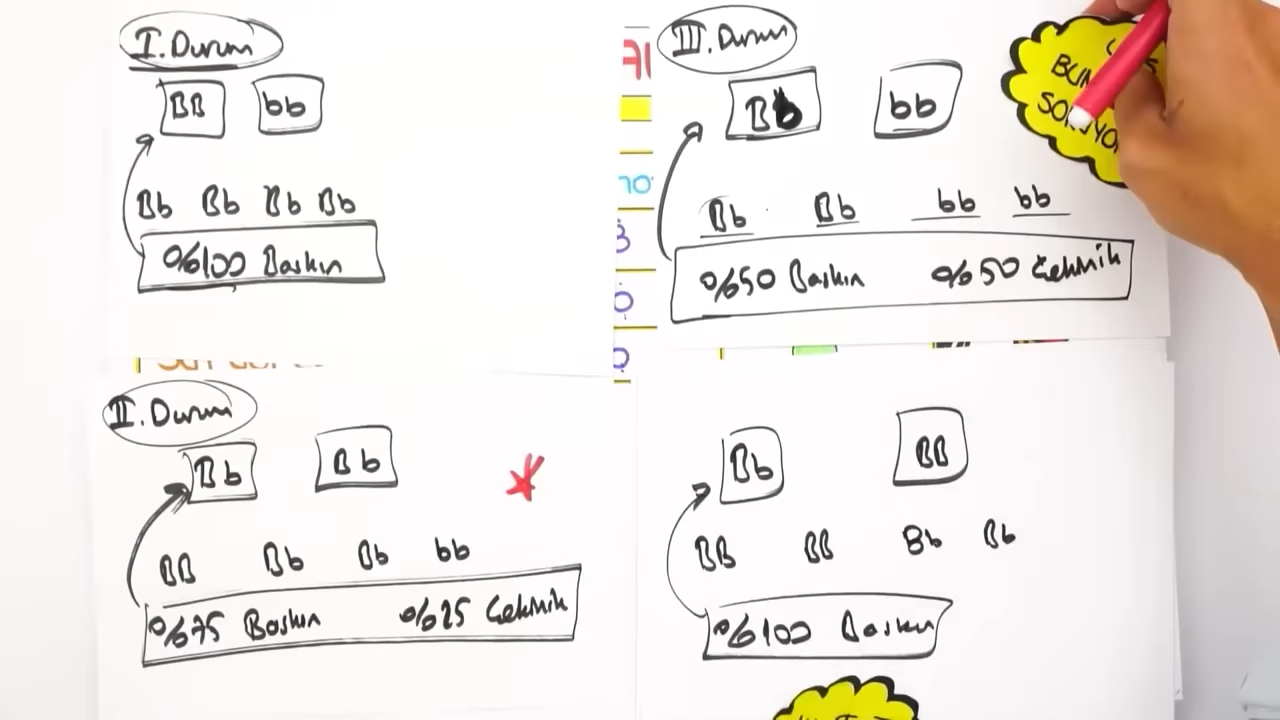 I. Durum
BB bb
Bb Bb Bb Bb
%100 Baskın
III. Durum
Bb bb
Bb Bb bb bb
%50 Baskın %50 Çekinik
II. Durum
Bb Bb
BB Bb Bb bb
%75 Baskın %25 Çekinik
Bb BB
BB BB Bb Bb
%100 Baskın